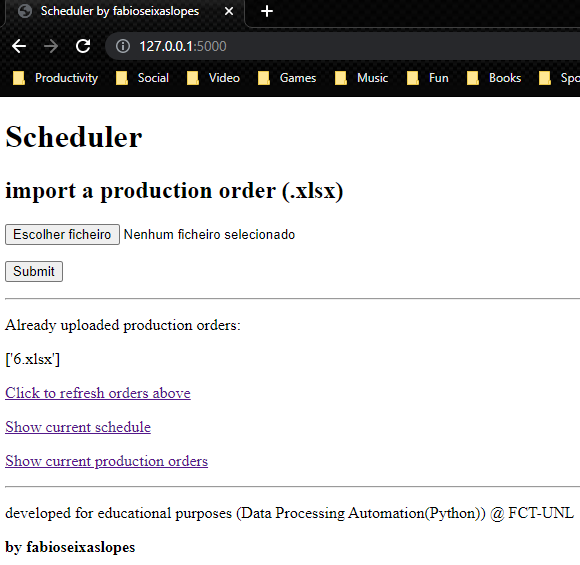 Scheduler by fabioseixaslopes
127.0.0.1:5000
Productivity Social Video Games Music Fun Books Spo
Scheduler
import a production order (.xlsx)
Escolher ficheiro Nenhum ficheiro selecionado
Submit
Already uploaded production orders:
['6.xlsx']
Click to refresh orders above
Show current schedule
Show current production orders
developed for educational purposes (Data Processing Automation(Python)) @ FCT-UNL
by fabioseixaslopes